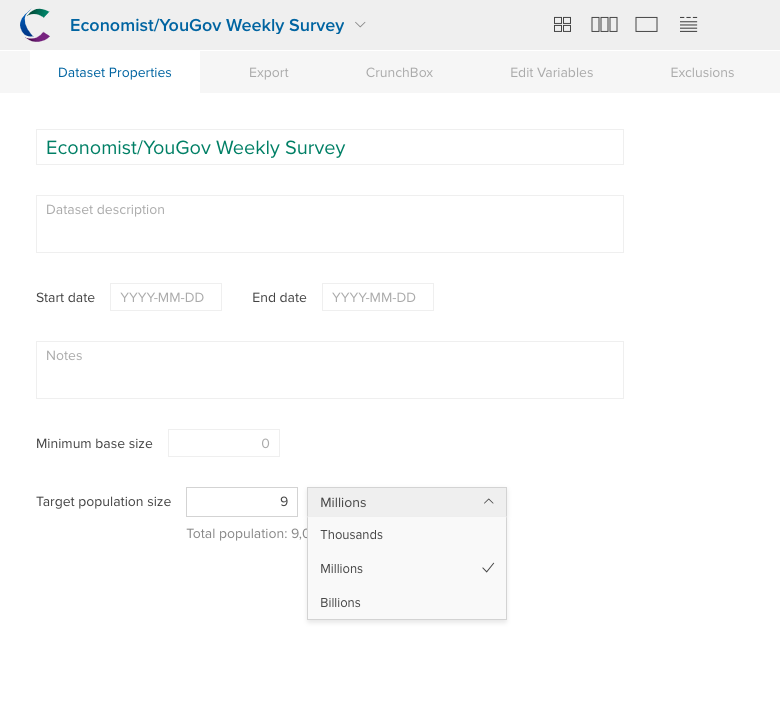 Economist/YouGov Weekly Survey
Dataset Properties Export CrunchBox Edit Variables Exclusions
Economist/YouGov Weekly Survey
Dataset description
Start date YYYY-MM-DD End date YYYY-MM-DD
Notes
Minimum base size 0
Target population size 9 Millions
Total population: 9,0
Thousands
Millions
Billions